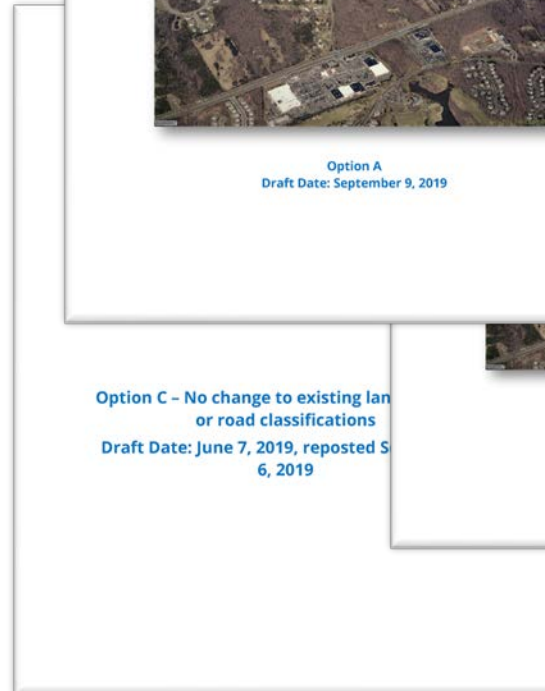 Option A
Draft Date: September 9, 2019
Option C – No change to existing lan
or road classifications
Draft Date: June 7, 2019, reposted S
6, 2019